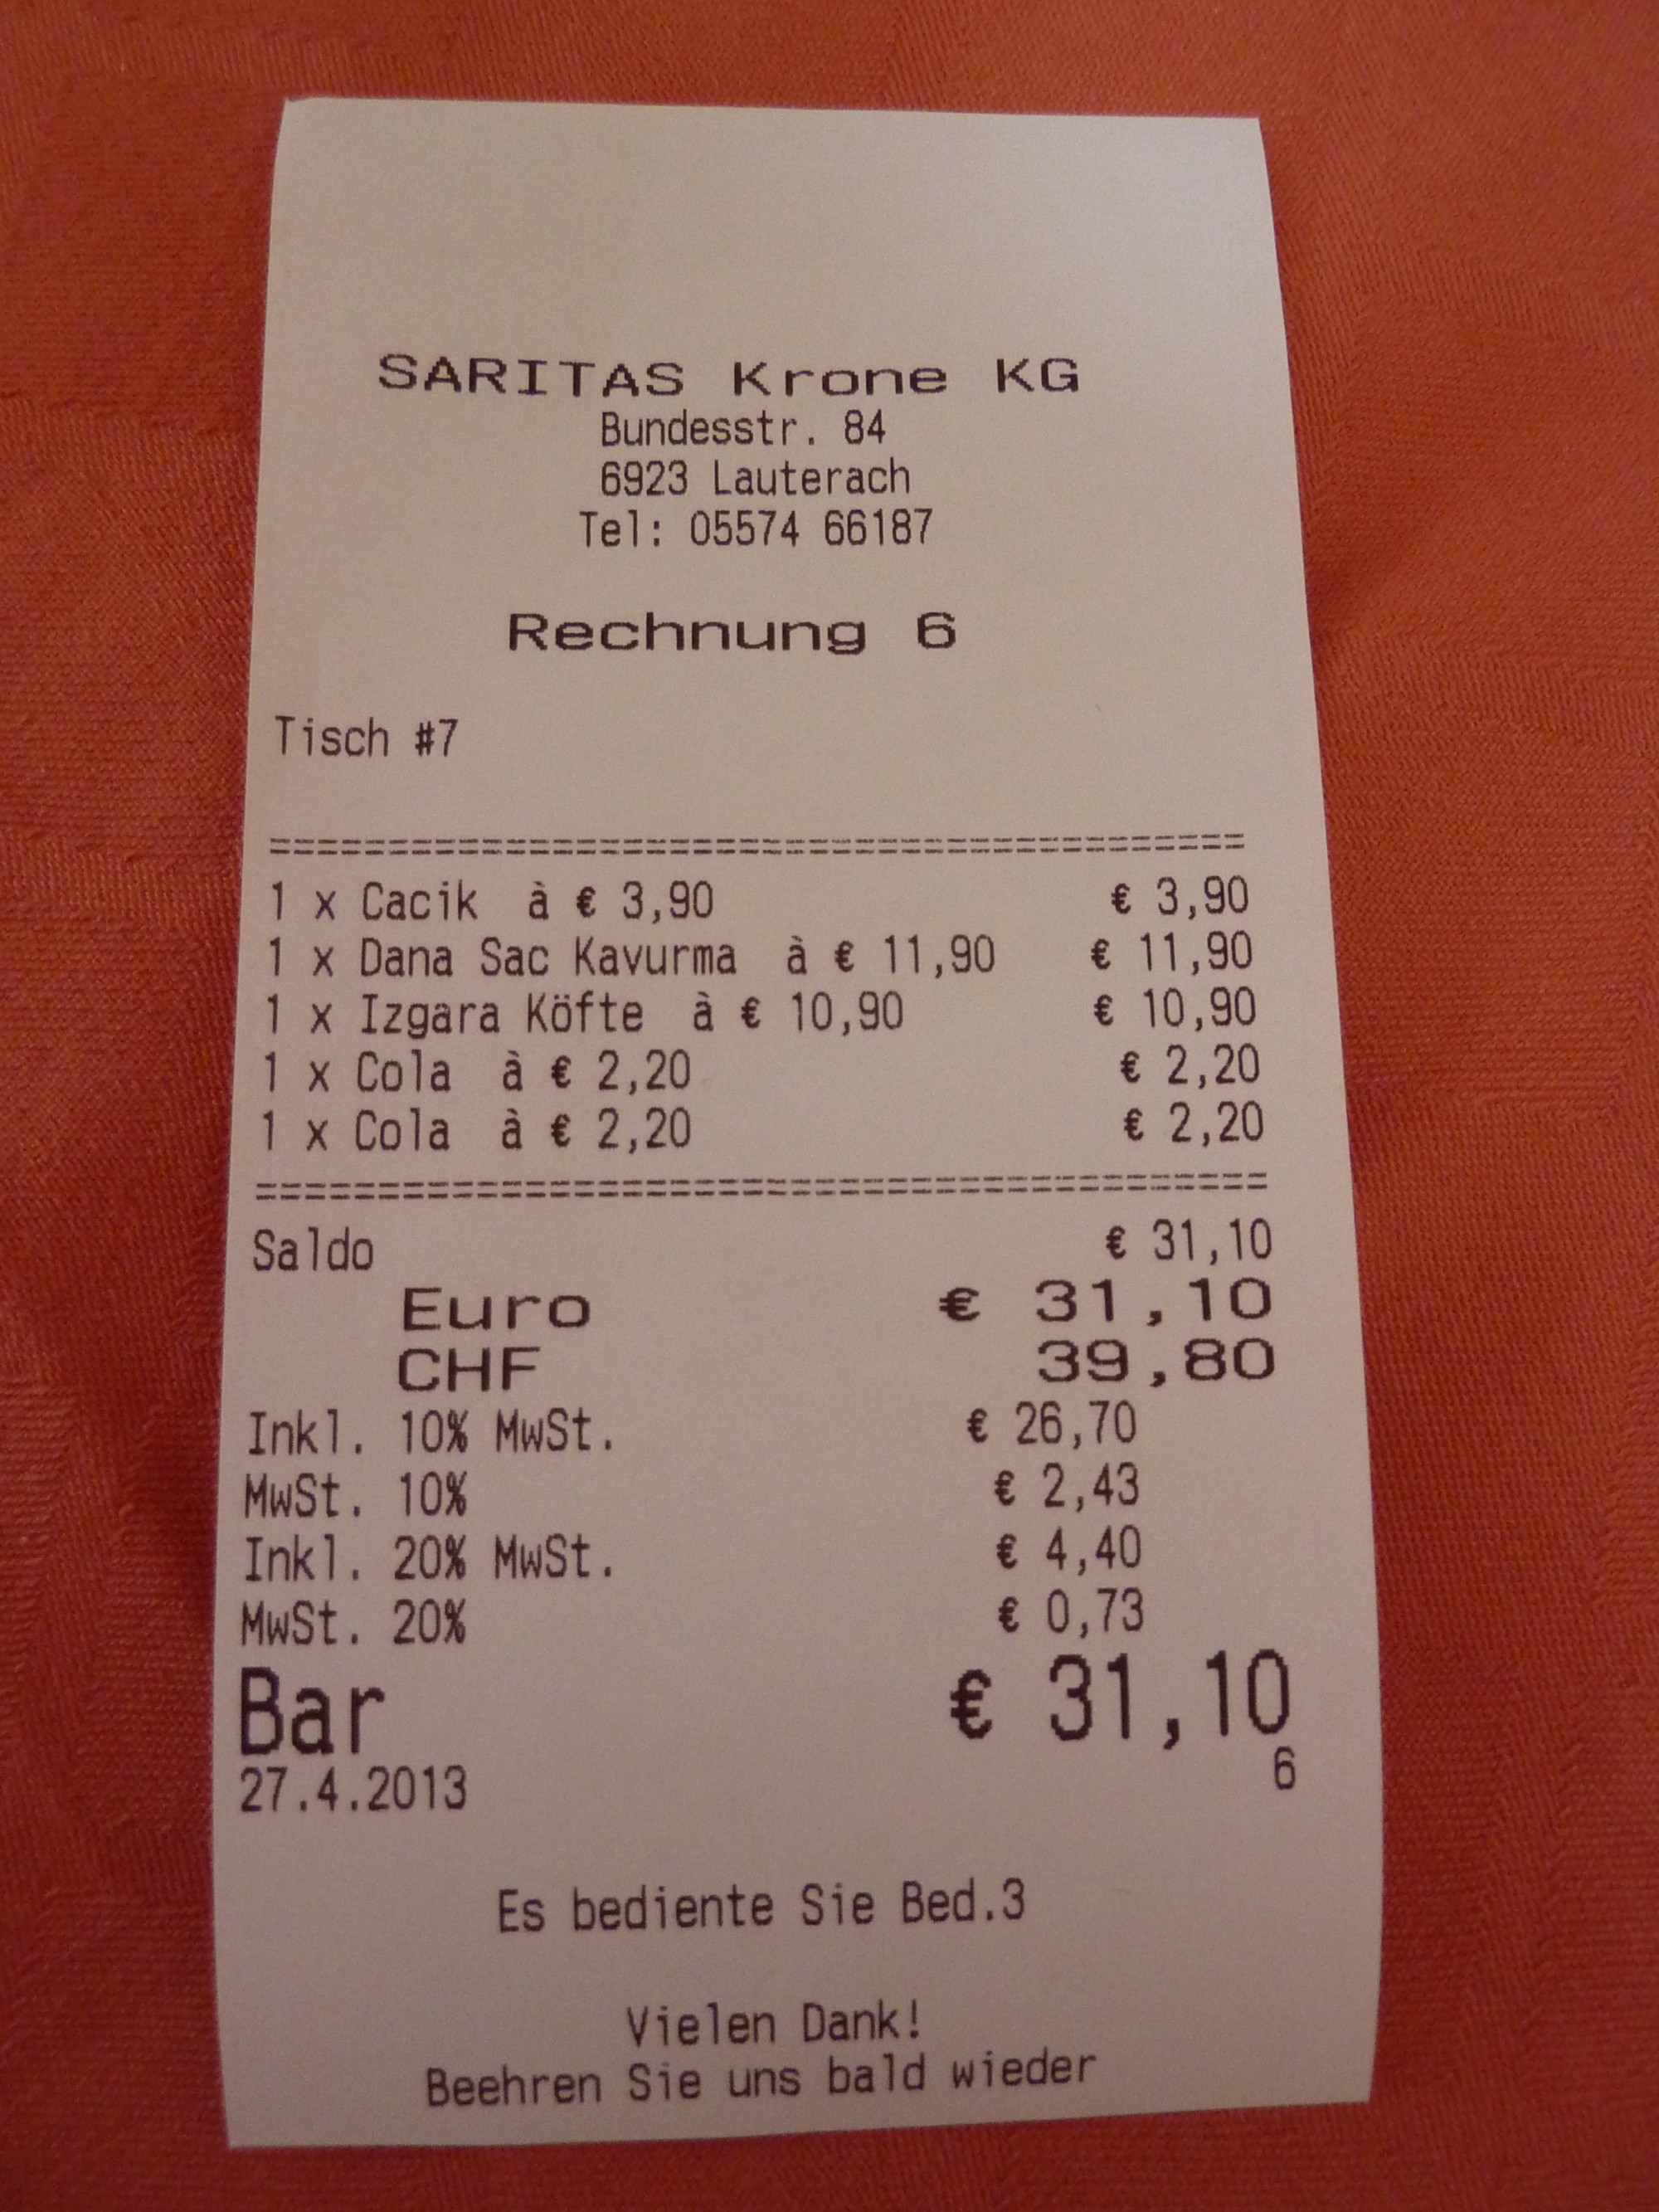 SARITAS Krone KG
Bundesstr. 84
6923 Lauterach
Tel: 05574 66187
Rechnung 6
Tisch #7
=========================================
1 x Cacik à € 3,90 € 3,90
1 x Dana Sac Kavurma à € 11,90 € 11,90
1 x Izgara Köfte à € 10,90 € 10,90
1 x Cola à € 2,20 € 2,20
1 x Cola à € 2,20 € 2,20
=========================================
Saldo € 31,10
Euro € 31,10
CHF 39,80
Inkl. 10% MwSt. € 26,70
MwSt. 10% € 2,43
Inkl. 20% MwSt. € 4,40
MwSt. 20% € 0,73
Bar € 31,10
27.4.2013 6
Es bediente Sie Bed.3
Vielen Dank!
Beehren Sie uns bald wieder